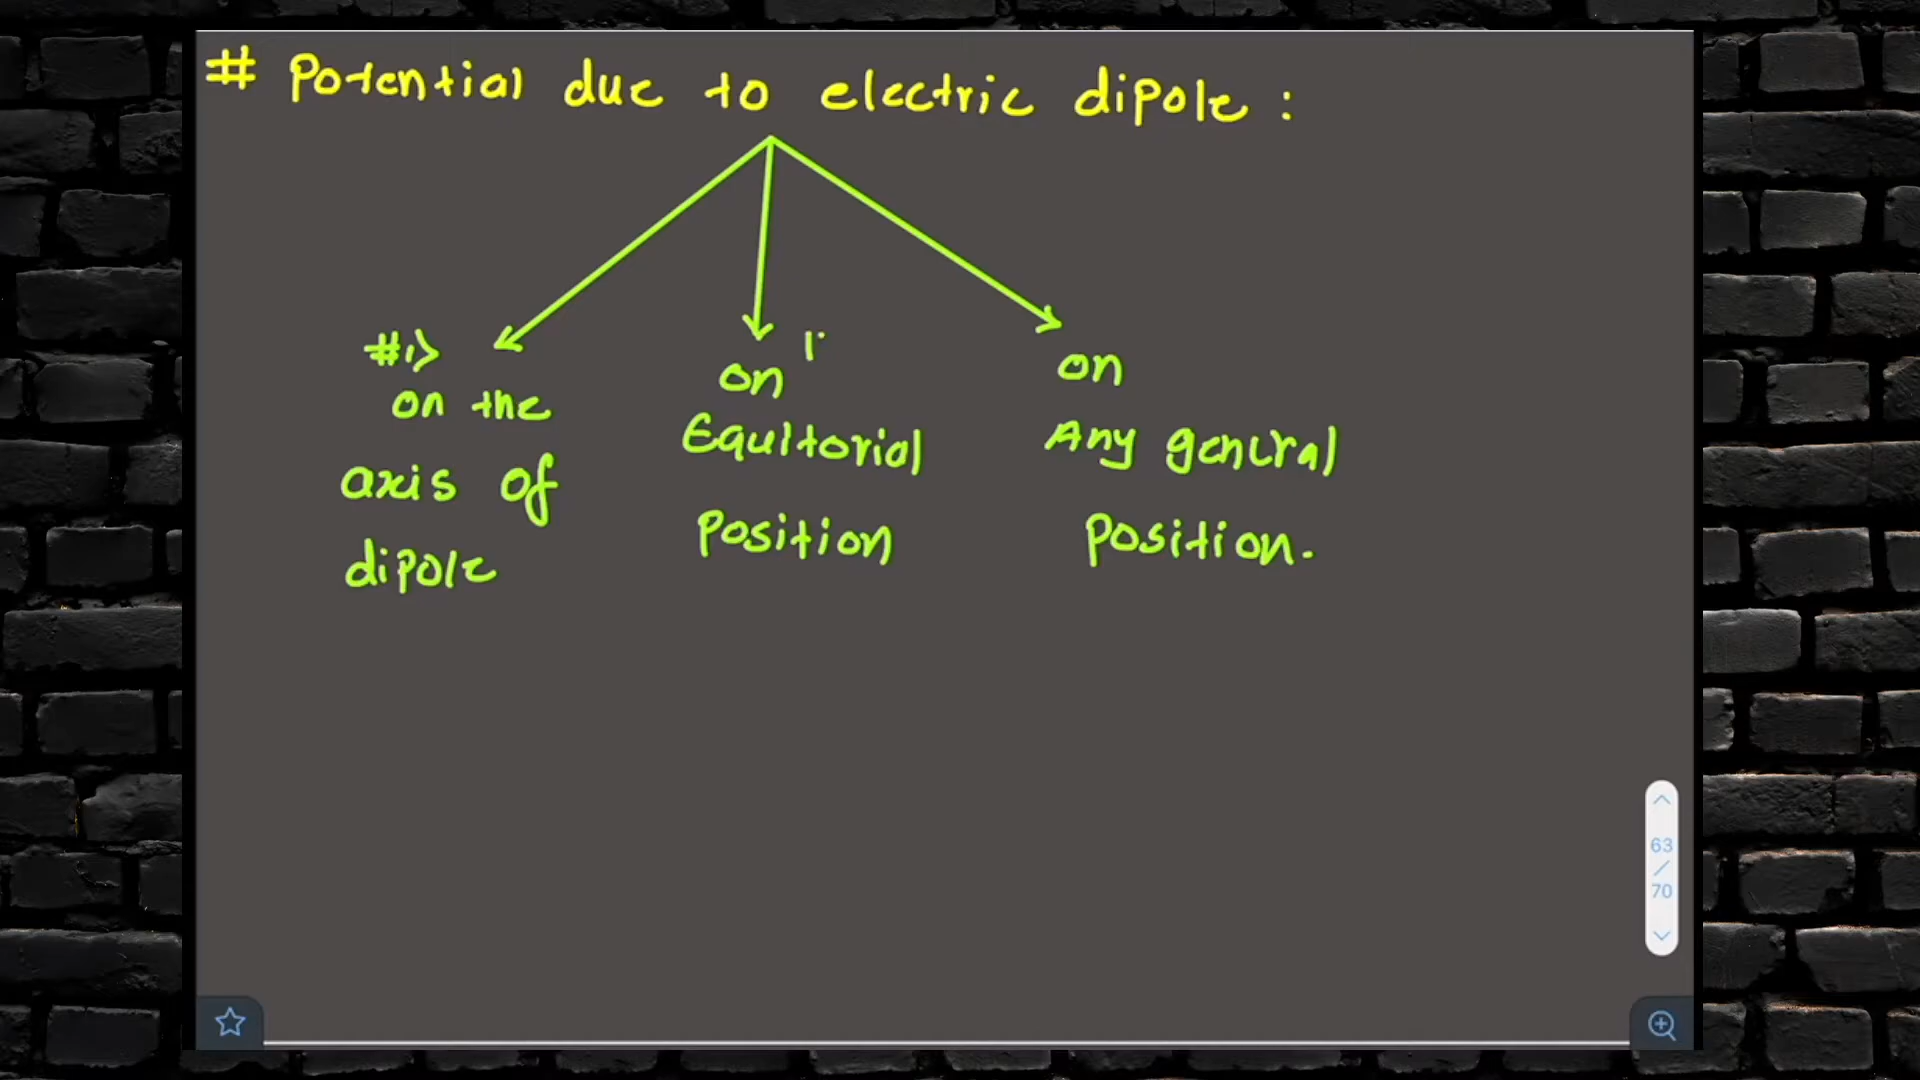 # Potential due to electric dipole :
#1>
on the
axis of
dipole
on
Equitorial
Position
on
Any general
Position.
63
/
70